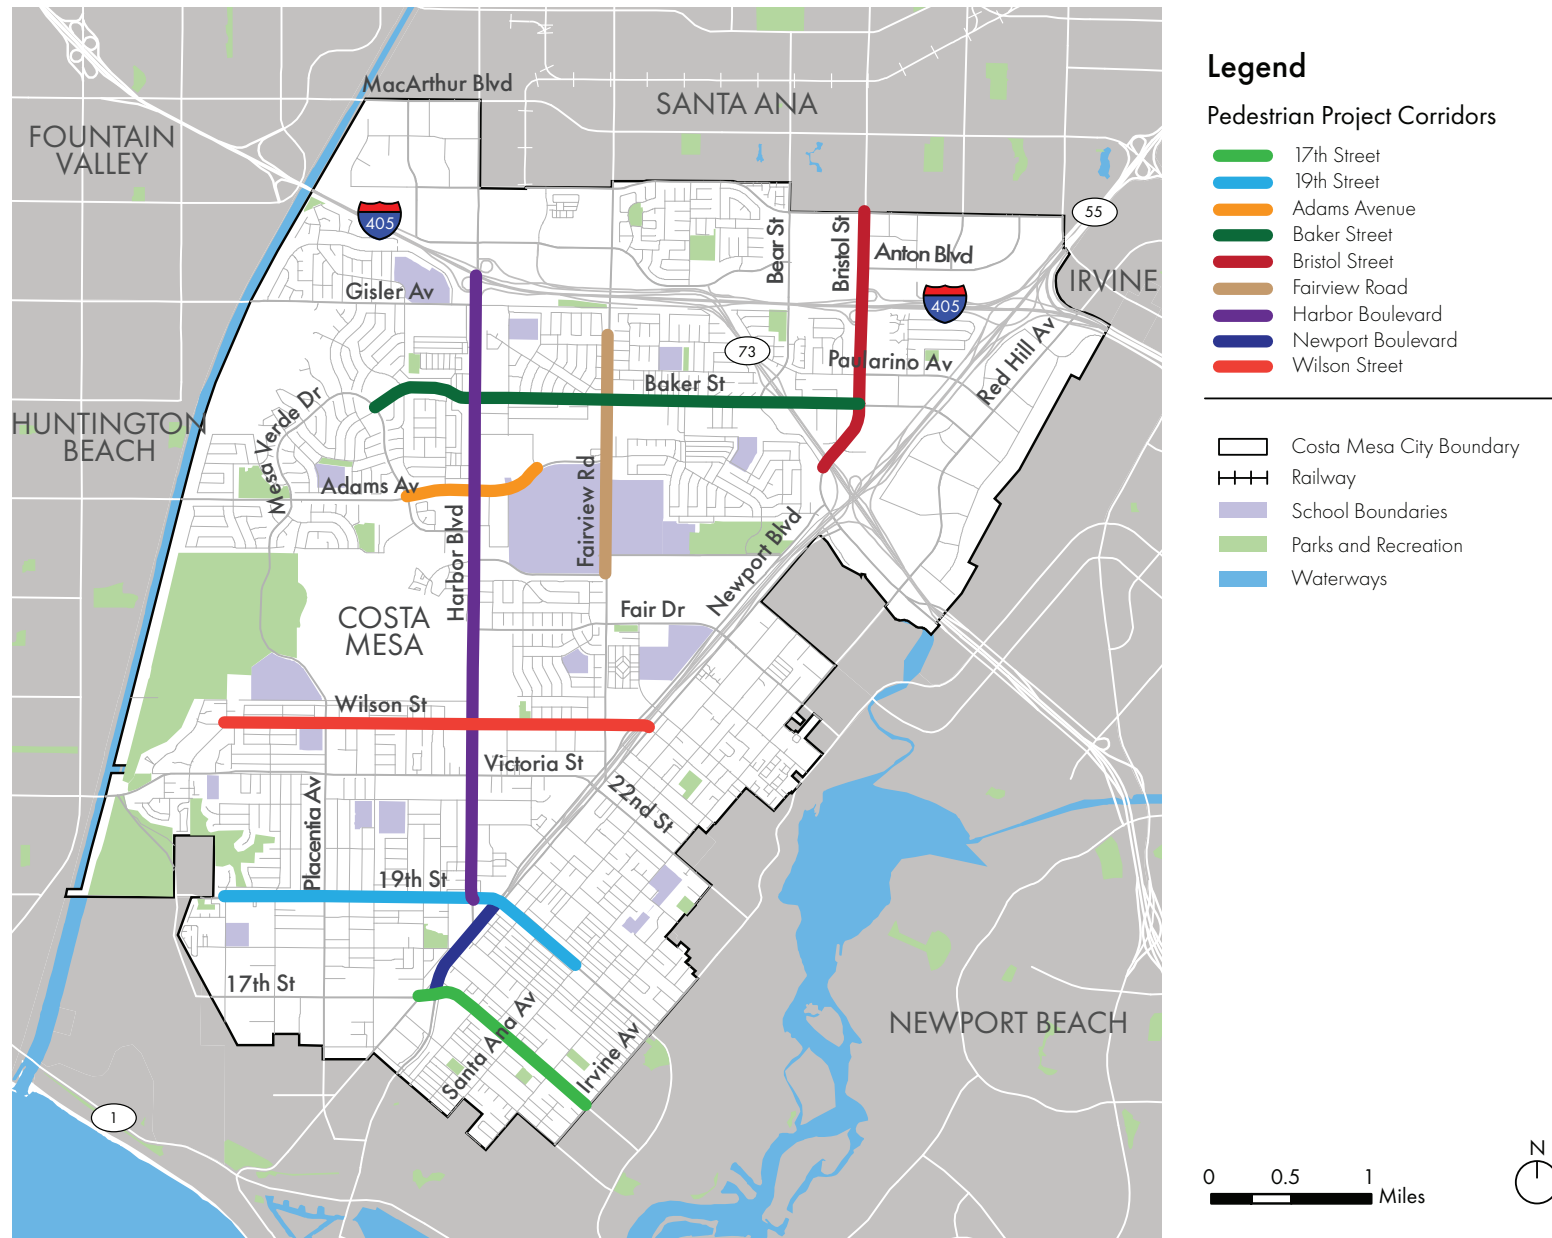 MacArthur Blvd
SANTA ANA
FOUNTAIN
VALLEY
405
55
Bear St
Bristol St
Anton Blvd
IRVINE
Gisler Av
405
73
Paularino Av
Red Hill Av
Baker St
HUNTINGTON
BEACH
Mesa Verde Dr
Adams Av
Harbor Blvd
Fairview Rd
Newport Blvd
COSTA
MESA
Fair Dr
Wilson St
Victoria St
22nd St
Placentia Av
19th St
17th St
Santa Ana Av
Irvine Av
NEWPORT BEACH
1
Legend
Pedestrian Project Corridors
17th Street
19th Street
Adams Avenue
Baker Street
Bristol Street
Fairview Road
Harbor Boulevard
Newport Boulevard
Wilson Street
Costa Mesa City Boundary
Railway
School Boundaries
Parks and Recreation
Waterways
0 0.5 1
Miles
N